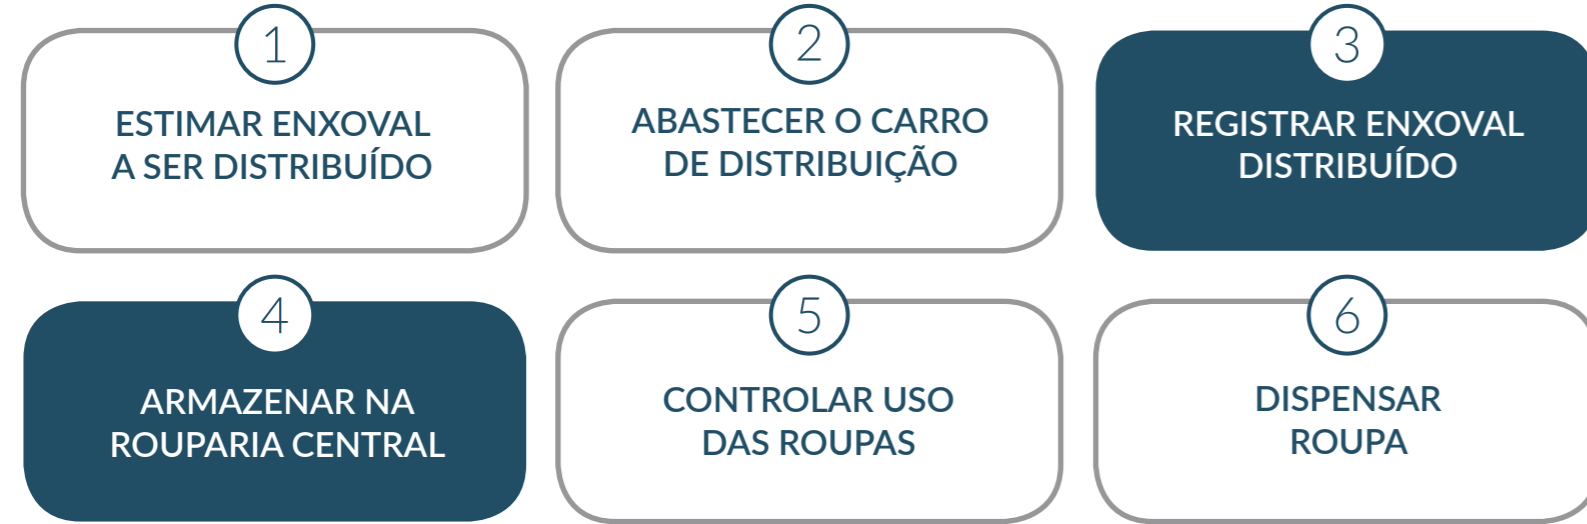 1
ESTIMAR ENXOVAL
A SER DISTRIBUÍDO
2
ABASTECER O CARRO
DE DISTRIBUIÇÃO
3
REGISTRAR ENXOVAL
DISTRIBUÍDO
4
ARMAZENAR NA
ROUPARIA CENTRAL
5
CONTROLAR USO
DAS ROUPAS
6
DISPENSAR
ROUPA